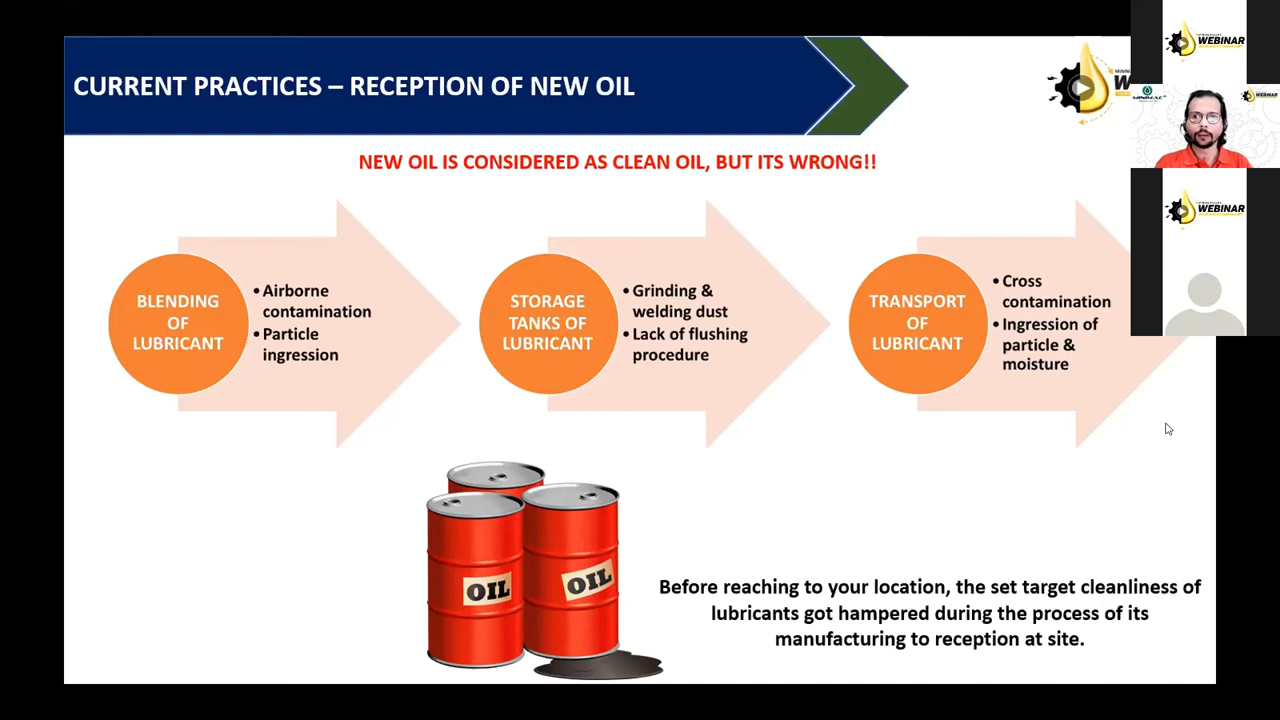 CURRENT PRACTICES – RECEPTION OF NEW OIL
WEBINAR
WEBINAR
NEW OIL IS CONSIDERED AS CLEAN OIL, BUT ITS WRONG!!
BLENDING
OF
LUBRICANT
• Airborne
contamination
• Particle
ingression
STORAGE
TANKS OF
LUBRICANT
• Grinding &
welding dust
• Lack of flushing
procedure
TRANSPORT
OF
LUBRICANT
• Cross
contamination
• Ingression of
particle &
moisture
OIL
OIL
Before reaching to your location, the set target cleanliness of
lubricants got hampered during the process of its
manufacturing to reception at site.